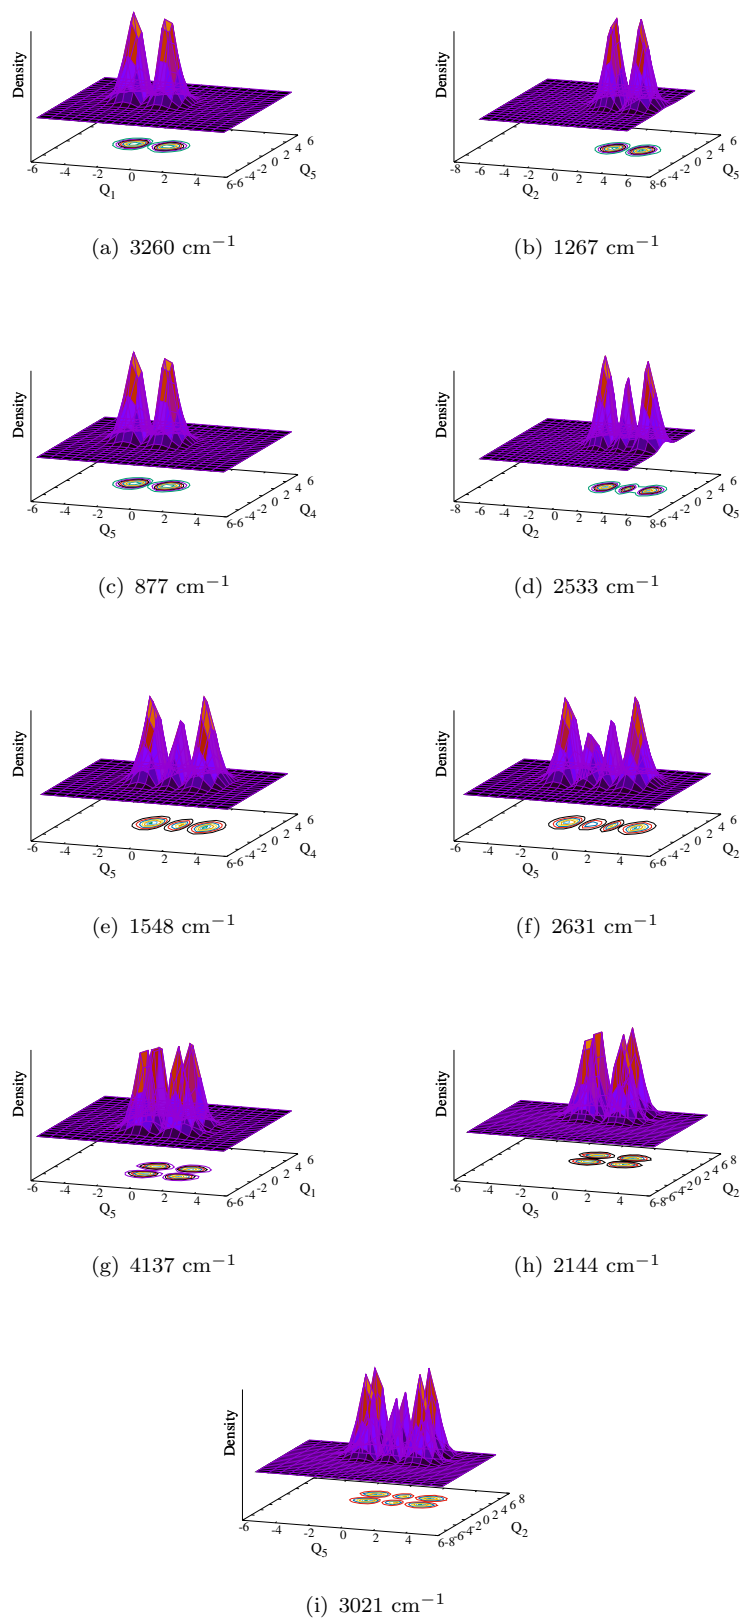 Density
-6 -4 -2 0 2 4 6
Q1
-6 -4 -2 0 2 4 6
Q5
(a) 3260 cm−1
Density
-8 -6 -4 -2 0 2 4 6 8
Q2
-6 -4 -2 0 2 4 6
Q5
(b) 1267 cm−1
Density
-6 -4 -2 0 2 4 6
Q5
-6 -4 -2 0 2 4 6
Q4
(c) 877 cm−1
Density
-8 -6 -4 -2 0 2 4 6 8
Q2
-6 -4 -2 0 2 4 6
Q5
(d) 2533 cm−1
Density
-6 -4 -2 0 2 4 6
Q5
-6 -4 -2 0 2 4 6
Q4
(e) 1548 cm−1
Density
-6 -4 -2 0 2 4 6
Q5
-6 -4 -2 0 2 4 6
Q2
(f) 2631 cm−1
Density
-6 -4 -2 0 2 4 6
Q5
-6 -4 -2 0 2 4 6
Q1
(g) 4137 cm−1
Density
-6 -4 -2 0 2 4 6
Q5
-8 -6 -4 -2 0 2 4 6 8
Q2
(h) 2144 cm−1
Density
-6 -4 -2 0 2 4 6
Q5
-8 -6 -4 -2 0 2 4 6 8
Q2
(i) 3021 cm−1